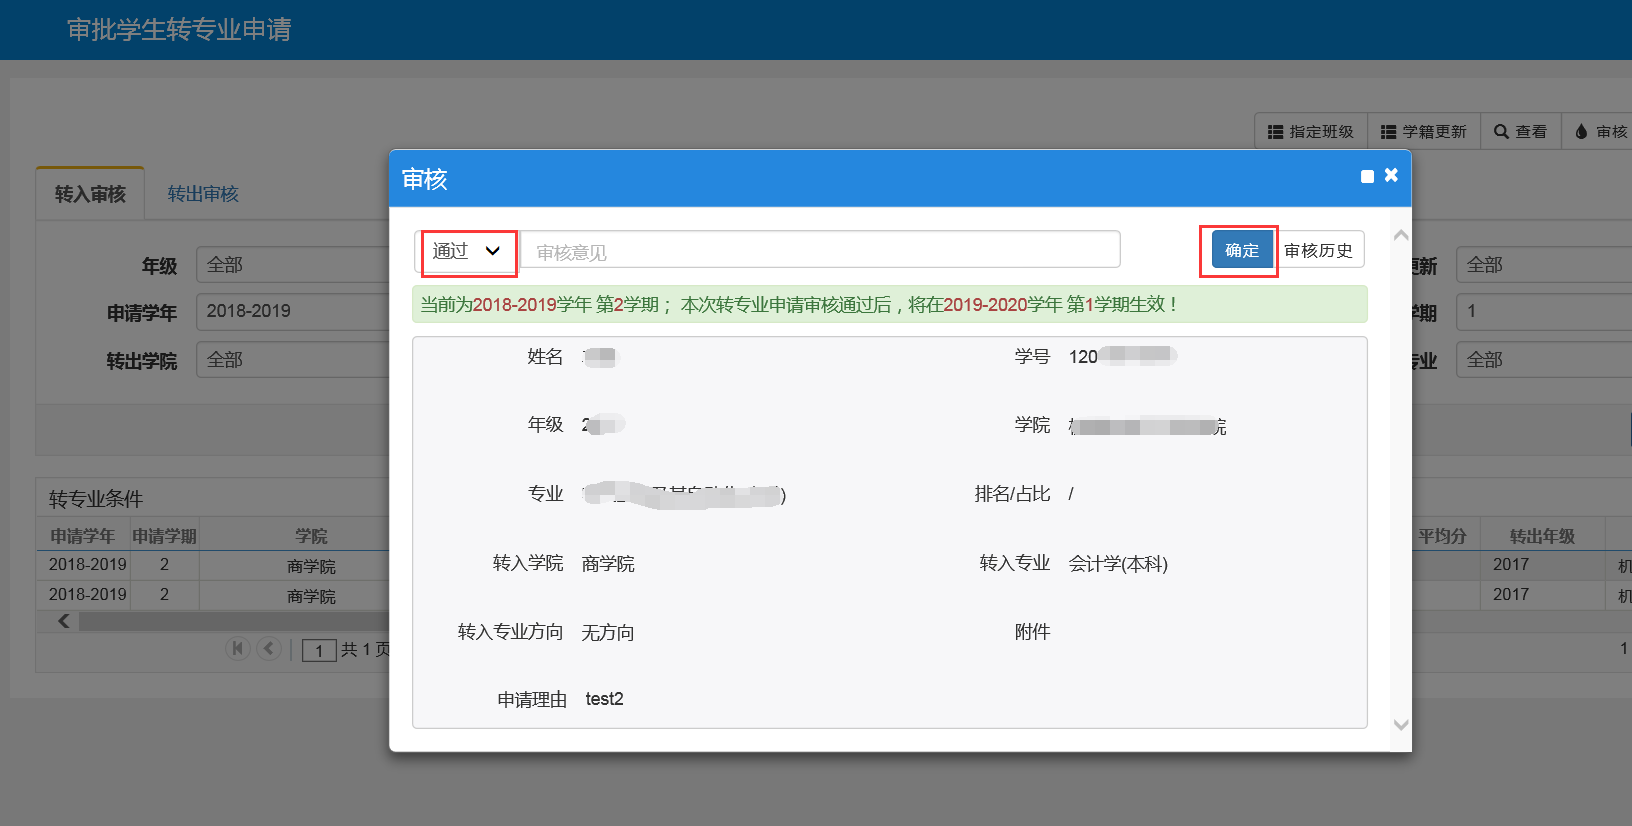 审批学生转专业申请
指定班级 学籍更新 查看 审核
转入审核 转出审核
审核
通过 审核意见 确定 审核历史
当前为2018-2019学年 第2学期； 本次转专业申请审核通过后，将在2019-2020学年 第1学期生效！
年级 全部 更新 全部
申请学年 2018-2019 学期 1
转出学院 全部 专业 全部
姓名 学号 120
年级 学院 院
专业
排名/占比 /
转入学院 商学院 转入专业 会计学(本科)
转入专业方向 无方向 附件
申请理由 test2
转专业条件
申请学年 申请学期 学院 平均分 转出年级
2018-2019 2 商学院 2017 机
2018-2019 2 商学院 2017 机
1 共 1 页 1